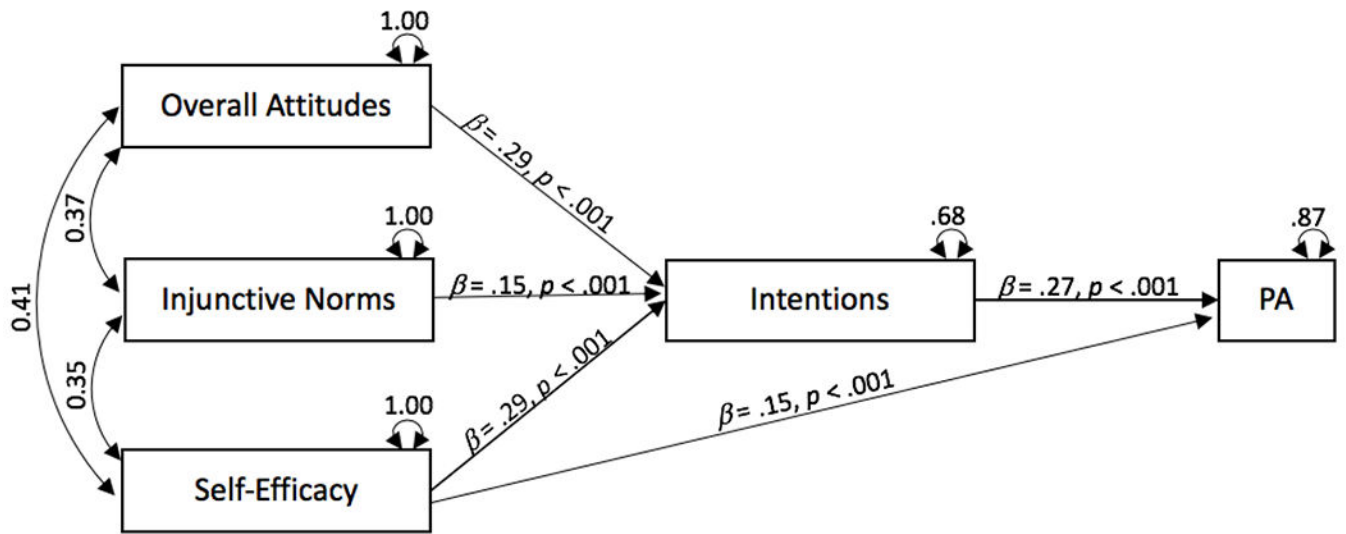 1.00
Overall Attitudes
β = .29, p < .001
0.37
1.00
.68
.87
0.41
Injunctive Norms
β = .15, p < .001
Intentions
β = .27, p < .001
PA
0.35
1.00
β = .29, p < .001
β = .15, p < .001
Self-Efficacy